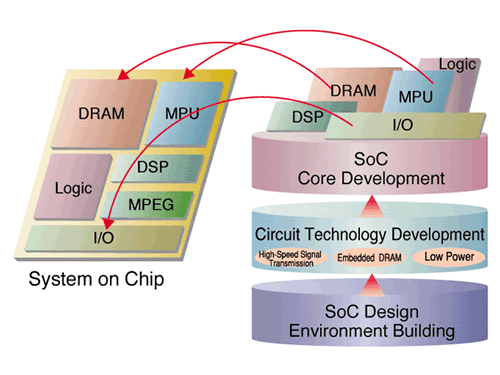 DRAM
MPU
DSP
Logic
MPEG
I/O
System on Chip
Logic
DRAM
MPU
DSP
I/O
SoC
Core Development
Circuit Technology Development
High-Speed Signal
Transmission
Embedded DRAM
Low Power
SoC Design
Environment Building